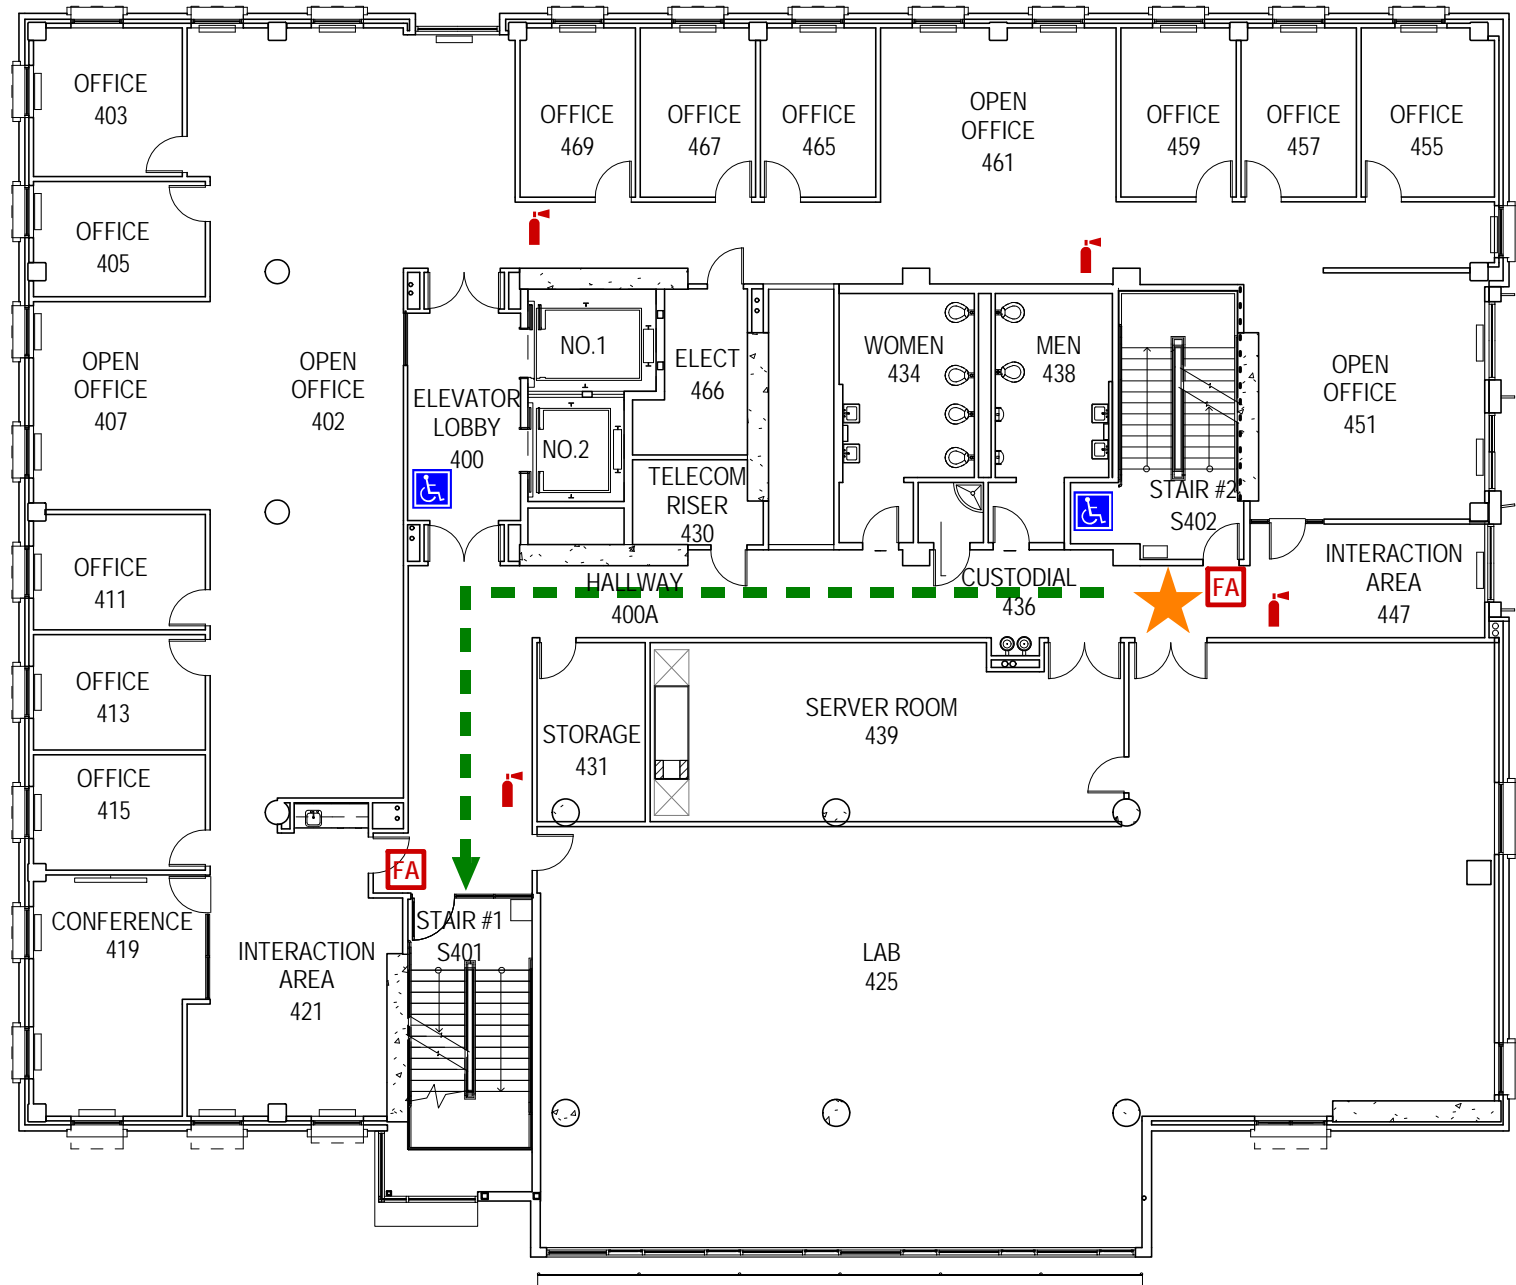 OFFICE
403
OFFICE
469
OFFICE
467
OFFICE
465
OPEN
OFFICE
461
OFFICE
459
OFFICE
457
OFFICE
455
OFFICE
405
OPEN
OFFICE
407
OPEN
OFFICE
402
ELEVATOR
LOBBY
400
NO.1
NO.2
ELECT
466
TELECOM
RISER
430
WOMEN
434
MEN
438
STAIR #2
S402
OPEN
OFFICE
451
OFFICE
411
HALLWAY
400A
CUSTODIAL
436
FA
INTERACTION
AREA
447
OFFICE
413
STORAGE
431
SERVER ROOM
439
OFFICE
415
FA
CONFERENCE
419
INTERACTION
AREA
421
STAIR #1
S401
LAB
425